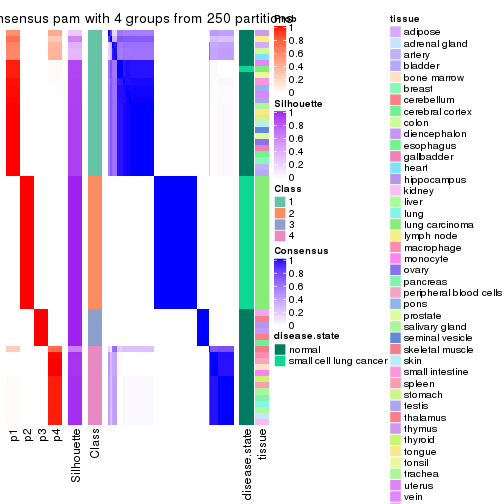 nsensus pam with 4 groups from 250 partitions
Prob
1
0.8
0.6
0.4
0.2
0
Silhouette
1
0.8
0.6
0.4
0.2
0
Class
1
2
3
4
Consensus
1
0.8
0.6
0.4
0.2
0
disease.state
normal
small cell lung cancer
tissue
adipose
adrenal gland
artery
bladder
bone marrow
breast
cerebellum
cerebral cortex
colon
diencephalon
esophagus
gallbadder
heart
hippocampus
kidney
liver
lung
lung carcinoma
lymph node
macrophage
monocyte
ovary
pancreas
peripheral blood cells
pons
prostate
salivary gland
seminal vesicle
skeletal muscle
skin
small intestine
spleen
stomach
testis
thalamus
thymus
thyroid
tongue
tonsil
trachea
uterus
vein
p1
p2
p3
p4
Silhouette
Class
disease.state
tissue